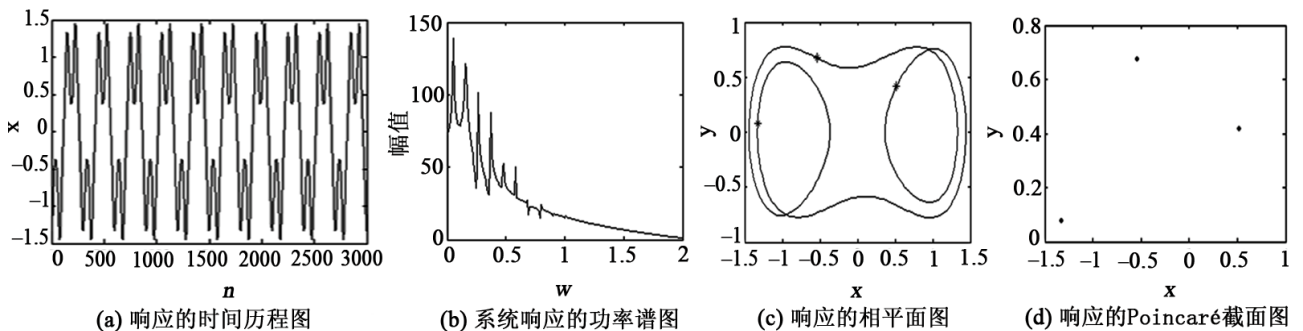 1.5
1
0.5
0
−0.5
−1
−1.5
x
0 500 1000 1500 2000 2500 3000
n
(a) 响应的时间历程图
150
100
50
0
幅值
0 0.5 1 1.5 2
w
(b) 系统响应的功率谱图
1
0.5
0
−0.5
−1
y
−1.5 −1 −0.5 0 0.5 1 1.5
x
(c) 响应的相平面图
0.8
0.6
0.4
0.2
0
y
−1.5 −1 −0.5 0 0.5 1
x
(d) 响应的Poincaré截面图